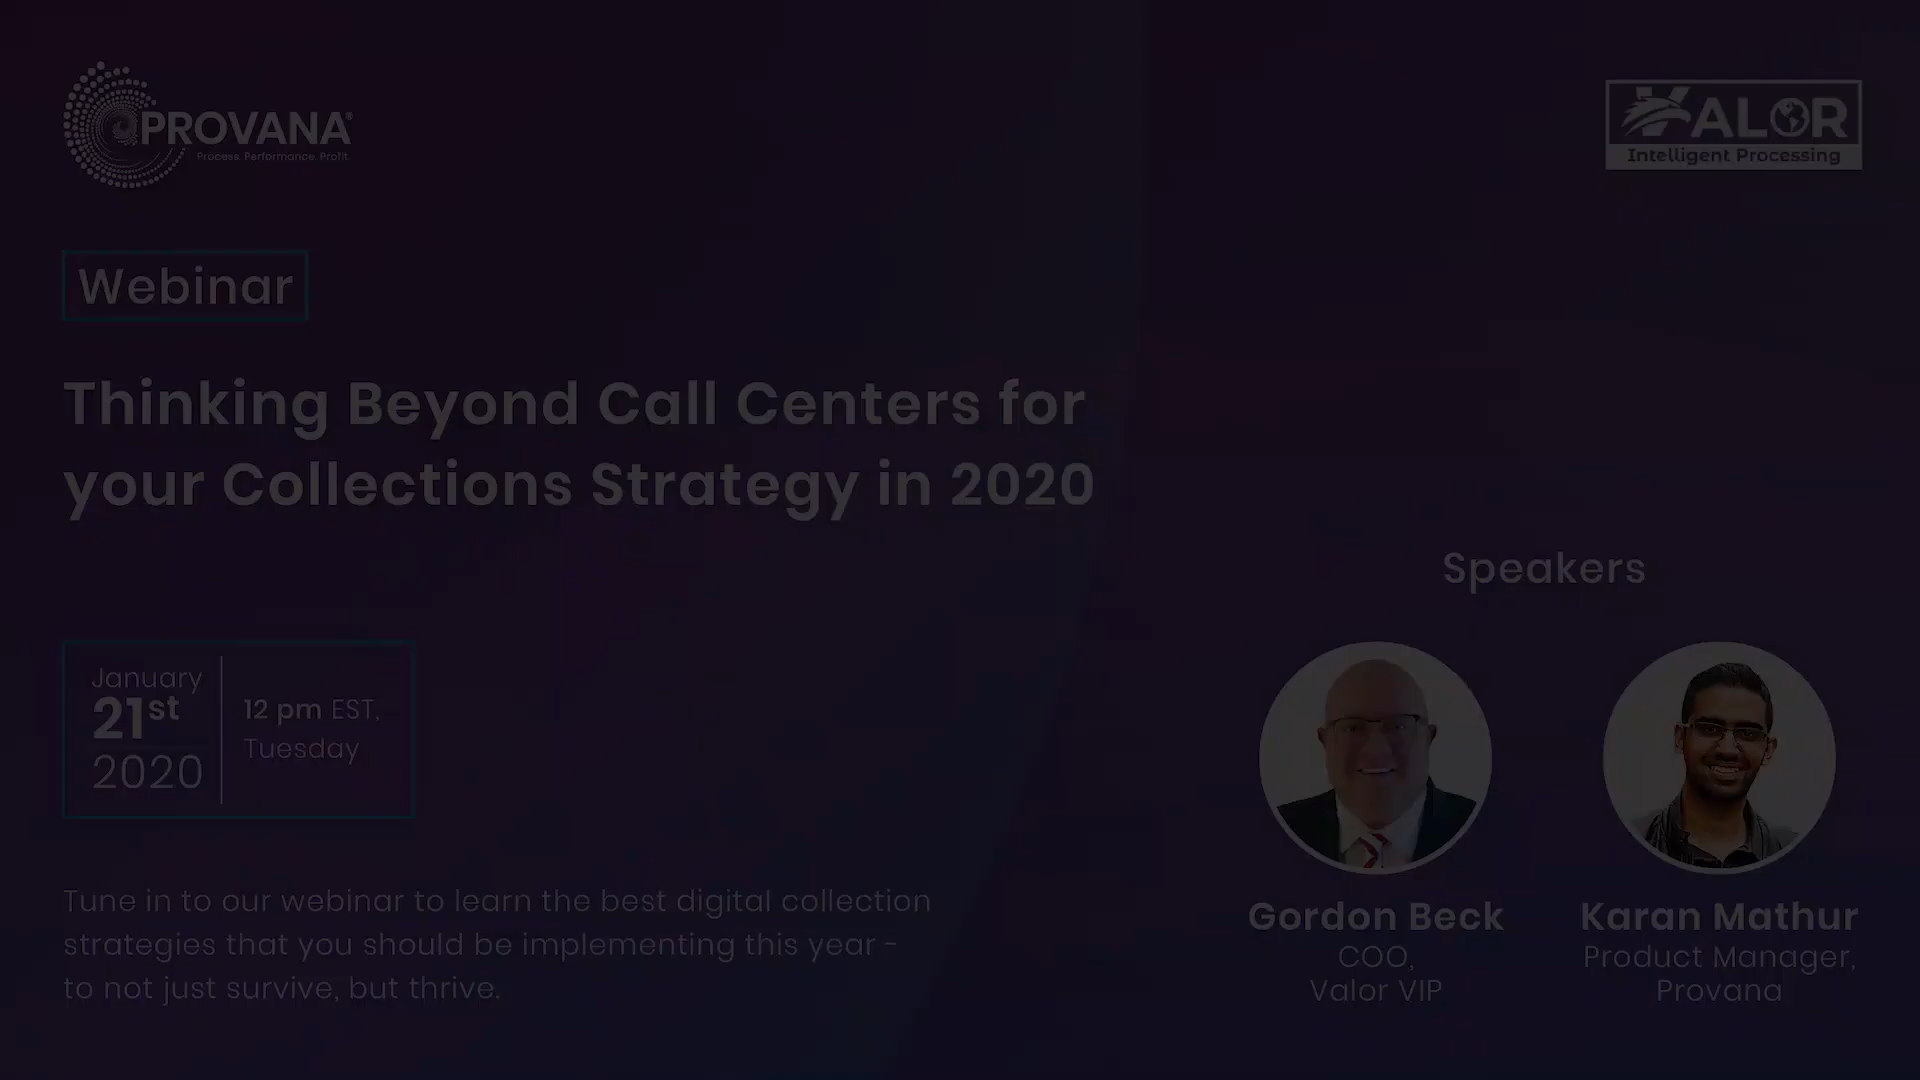 PROVANA®
Process. Performance. Profit.
VALOR
Intelligent Processing
Webinar
Thinking Beyond Call Centers for
your Collections Strategy in 2020
January
21st
2020
12 pm EST,
Tuesday
Tune in to our webinar to learn the best digital collection
strategies that you should be implementing this year -
to not just survive, but thrive.
Speakers
Gordon Beck
COO,
Valor VIP
Karan Mathur
Product Manager,
Provana